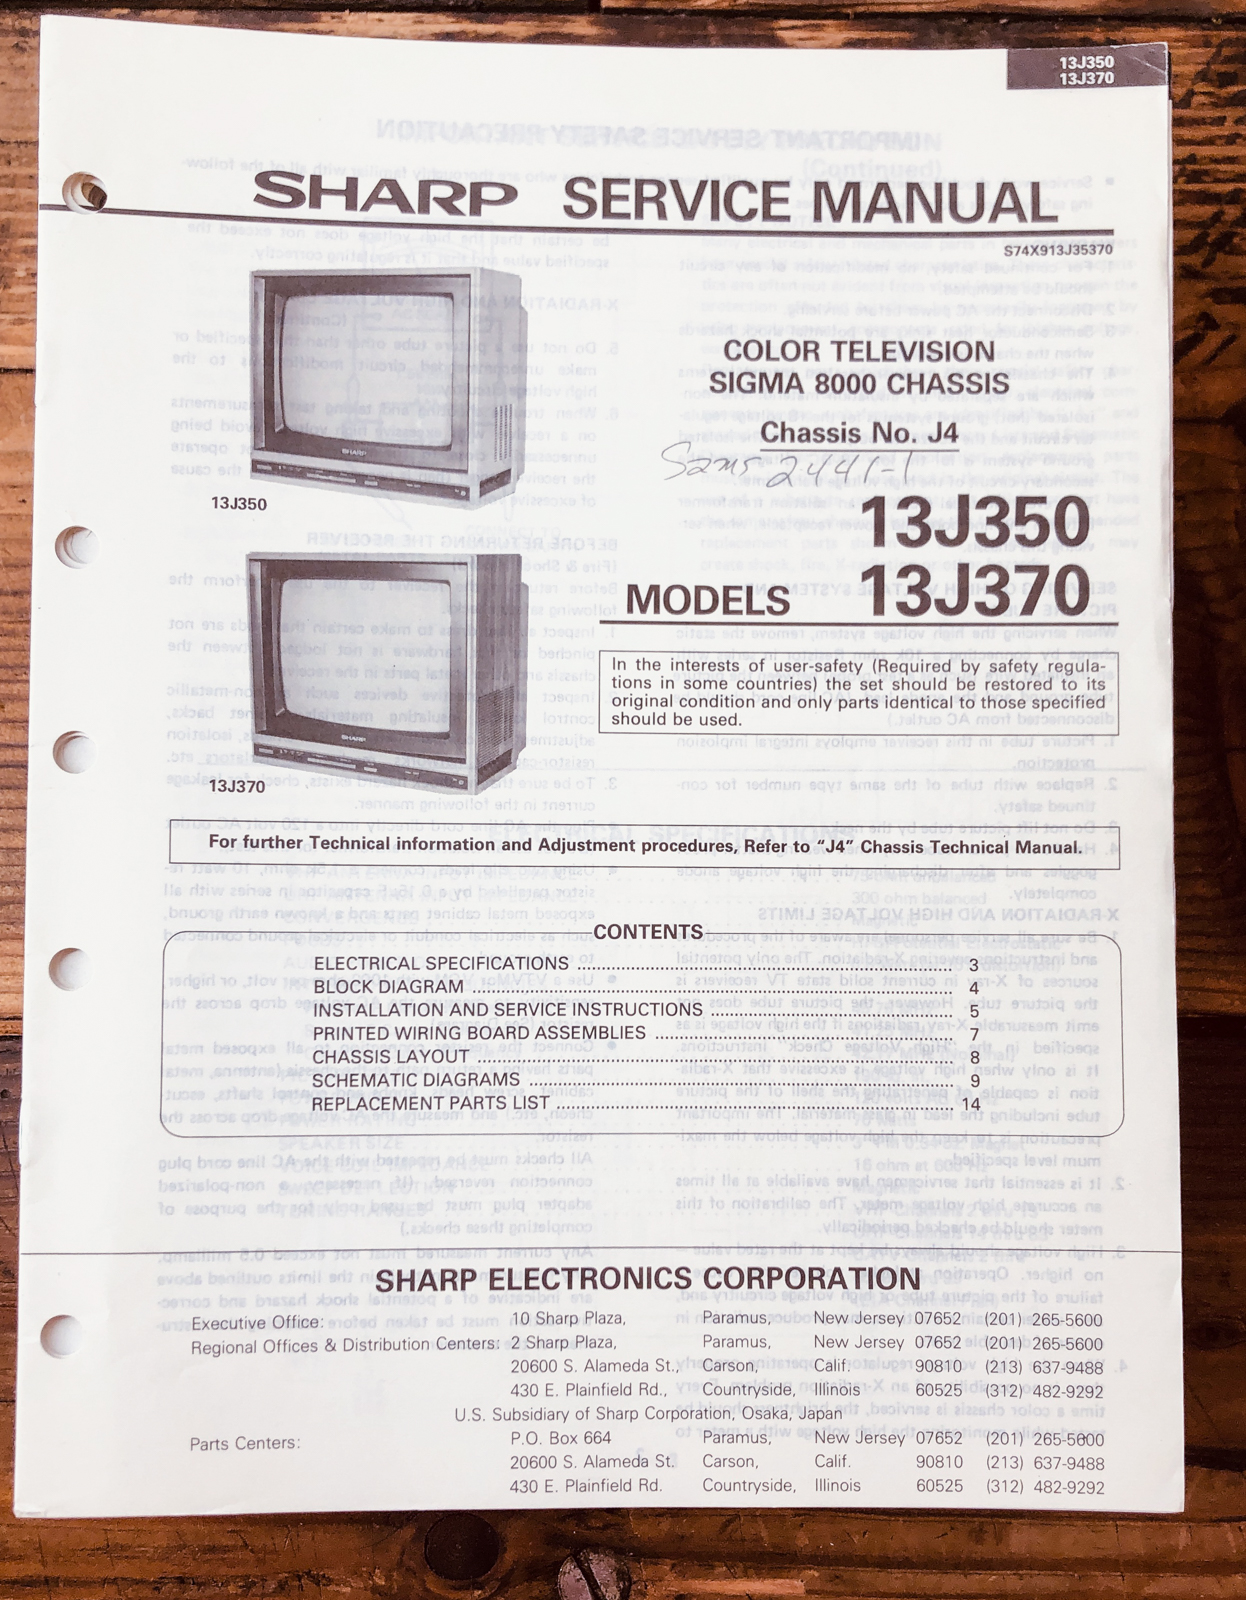 13J350
13J370
SHARP SERVICE MANUAL
S74X913J35370
COLOR TELEVISION
SIGMA 8000 CHASSIS
Chassis No. J4
Sams 2441-1
SHARP
13J350
13J350
MODELS 13J370
SHARP
13J370
In the interests of user-safety (Required by safety regula-
tions in some countries) the set should be restored to its
original condition and only parts identical to those specified
should be used.
For further Technical information and Adjustment procedures, Refer to "J4" Chassis Technical Manual.
CONTENTS
ELECTRICAL SPECIFICATIONS 3
BLOCK DIAGRAM 4
INSTALLATION AND SERVICE INSTRUCTIONS 5
PRINTED WIRING BOARD ASSEMBLIES 7
CHASSIS LAYOUT 8
SCHEMATIC DIAGRAMS 9
REPLACEMENT PARTS LIST 14
SHARP ELECTRONICS CORPORATION
Executive Office: 10 Sharp Plaza, Paramus, New Jersey 07652 (201) 265-5600
Regional Offices & Distribution Centers: 2 Sharp Plaza, Paramus, New Jersey 07652 (201) 265-5600
20600 S. Alameda St., Carson, Calif. 90810 (213) 637-9488
430 E. Plainfield Rd., Countryside, Illinois 60525 (312) 482-9292
U.S. Subsidiary of Sharp Corporation, Osaka, Japan
Parts Centers: P.O. Box 664 Paramus, New Jersey 07652 (201) 265-5600
20600 S. Alameda St. Carson, Calif. 90810 (213) 637-9488
430 E. Plainfield Rd. Countryside, Illinois 60525 (312) 482-9292